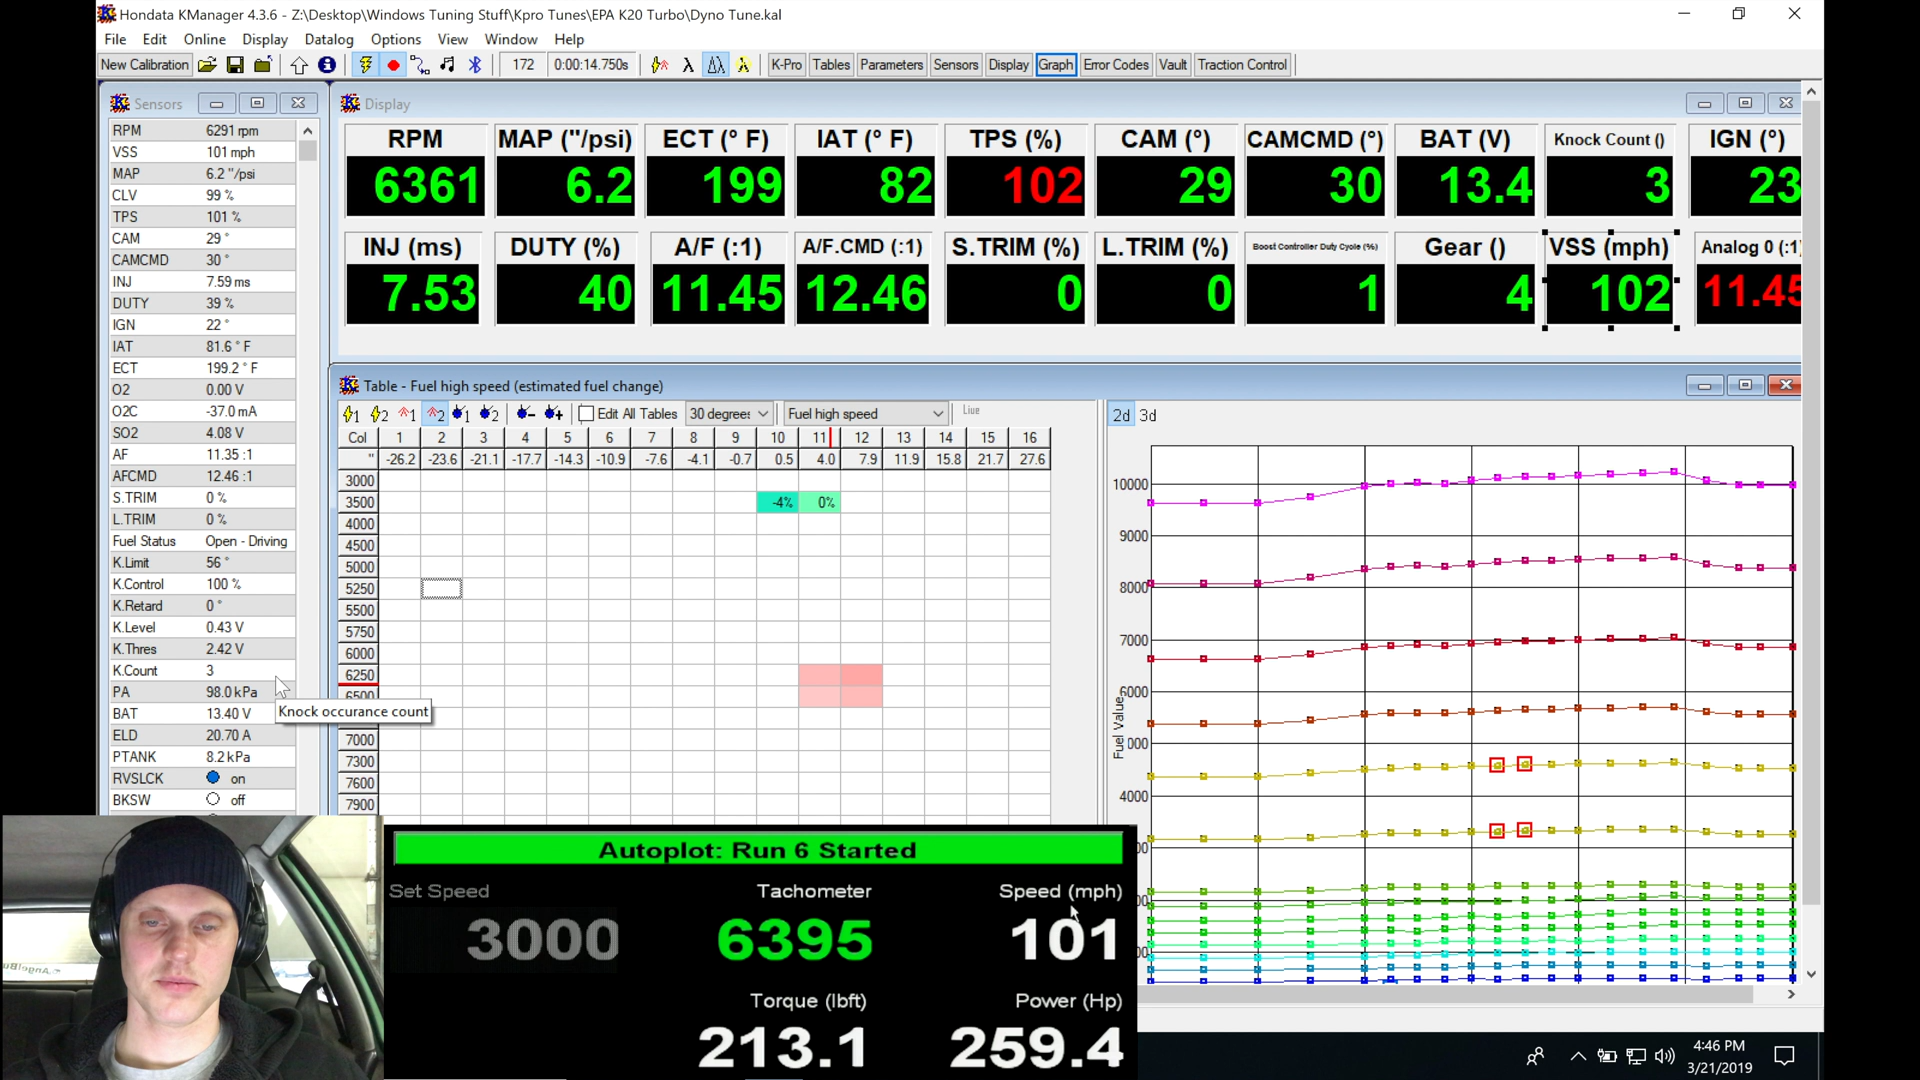 Hondata KManager 4.3.6 - Z:\Desktop\Windows Tuning Stuff\Kpro Tunes\EPA K20 Turbo\Dyno Tune.kal
File Edit Online Display Datalog Options View Window Help
New Calibration 172 0:00:14.750s K-Pro Tables Parameters Sensors Display Graph Error Codes Vault Traction Control
Sensors
RPM 6291 rpm
VSS 101 mph
MAP 6.2 "/psi
CLV 99 %
TPS 101 %
CAM 29 °
CAMCMD 30 °
INJ 7.59 ms
DUTY 39 %
IGN 22 °
IAT 81.6 ° F
ECT 199.2 ° F
O2 0.00 V
O2C -37.0 mA
SO2 4.08 V
AF 11.35 :1
AFCMD 12.46 :1
S.TRIM 0 %
L.TRIM 0 %
Fuel Status Open - Driving
K.Limit 56 °
K.Control 100 %
K.Retard 0 °
K.Level 0.43 V
K.Thres 2.42 V
K.Count 3
PA 98.0 kPa
BAT 13.40 V
ELD 20.70 A
PTANK 8.2 kPa
RVSLCK on
BKSW off
Knock occurance count
Display
RPM MAP ("/psi) ECT (° F) IAT (° F) TPS (%) CAM (°) CAMCMD (°) BAT (V) Knock Count () IGN (°)
6361 6.2 199 82 102 29 30 13.4 3 23
INJ (ms) DUTY (%) A/F (:1) A/F.CMD (:1) S.TRIM (%) L.TRIM (%) Boost Controller Duty Cycle (%) Gear () VSS (mph) Analog 0 (:1)
7.53 40 11.45 12.46 0 0 1 4 102 11.45
Table - Fuel high speed (estimated fuel change)
1 2 1 2 1 2 Edit All Tables 30 degrees Fuel high speed Live
Col 1 2 3 4 5 6 7 8 9 10 11 12 13 14 15 16
" -26.2 -23.6 -21.1 -17.7 -14.3 -10.9 -7.6 -4.1 -0.7 0.5 4.0 7.9 11.9 15.8 21.7 27.6
3000
3500 -4% 0%
4000
4500
5000
5250
5500
5750
6000
6250
6500
7000
7300
7600
7900
2d 3d
10000
9000
8000
7000
6000
4000
Fuel Value
Autoplot: Run 6 Started
Set Speed Tachometer Speed (mph)
3000 6395 101
Torque (lbft) Power (Hp)
213.1 259.4
4:46 PM
3/21/2019